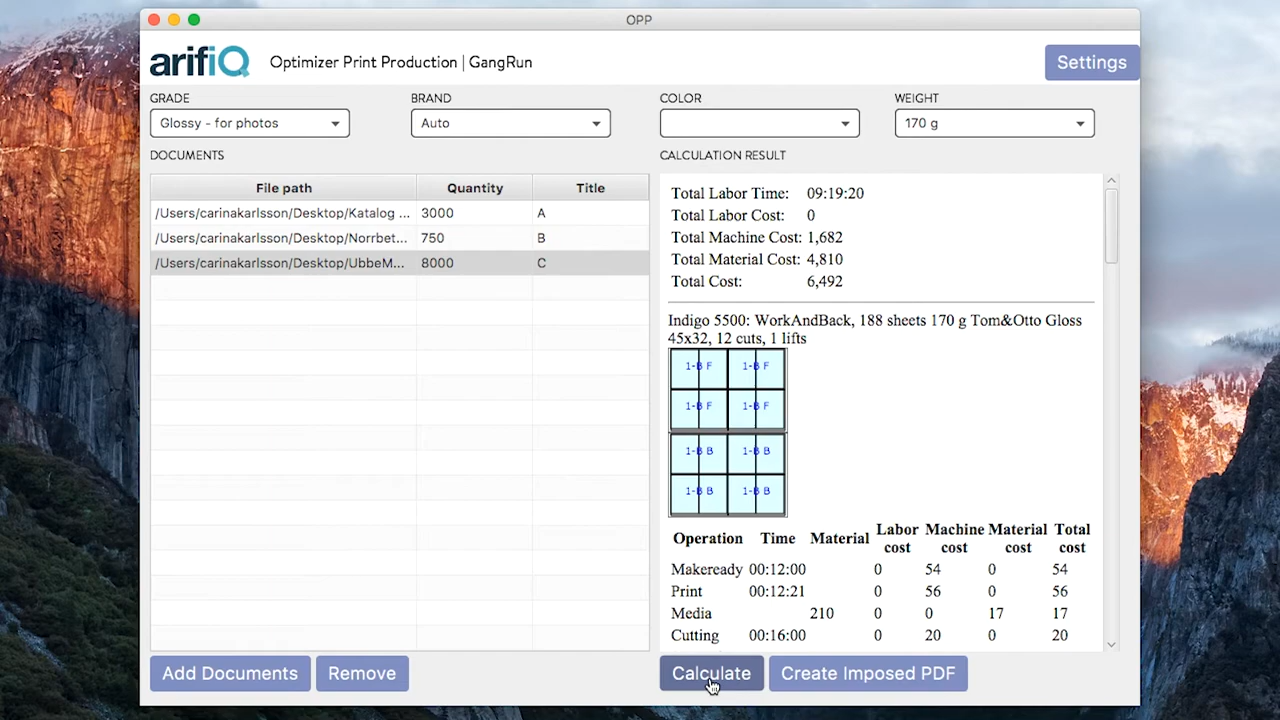 OPP
arifiQ Optimizer Print Production | GangRun Settings
GRADE BRAND COLOR WEIGHT
Glossy - for photos Auto 170 g
DOCUMENTS CALCULATION RESULT
File path Quantity Title
/Users/carinakarlsson/Desktop/Katalog ... 3000 A
/Users/carinakarlsson/Desktop/Norrbet... 750 B
/Users/carinakarlsson/Desktop/UbbeM... 8000 C
Total Labor Time: 09:19:20
Total Labor Cost: 0
Total Machine Cost: 1,682
Total Material Cost: 4,810
Total Cost: 6,492
Indigo 5500: WorkAndBack, 188 sheets 170 g Tom&Otto Gloss
45x32, 12 cuts, 1 lifts
1-B F 1-B F
1-B F 1-B F
1-B B 1-B B
1-B B 1-B B
Operation Time Material Labor cost Machine cost Material cost Total cost
Makeready 00:12:00 0 54 0 54
Print 00:12:21 0 56 0 56
Media 210 0 0 17 17
Cutting 00:16:00 0 20 0 20
Add Documents Remove Calculate Create Imposed PDF